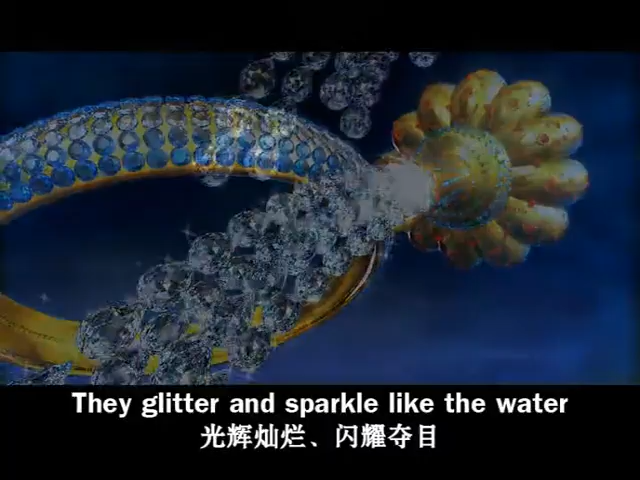 They glitter and sparkle like the water
光辉灿烂、闪耀夺目